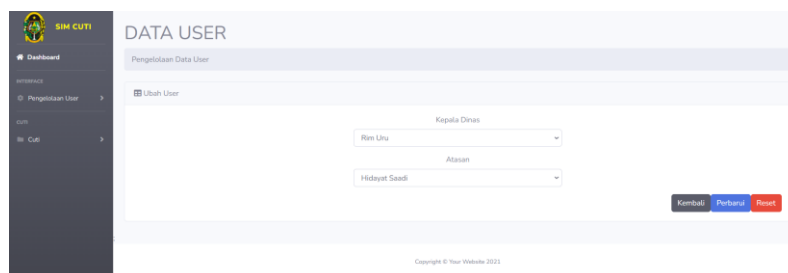 SIM CUTI
Dashboard
INTERFACE
Pengelolaan User
CUTI
Cuti
DATA USER
Pengelolaan Data User
Ubah User
Kepala Dinas
Rim Uru
Atasan
Hidayat Saadi
Kembali Perbarui Reset
Copyright © Your Website 2021